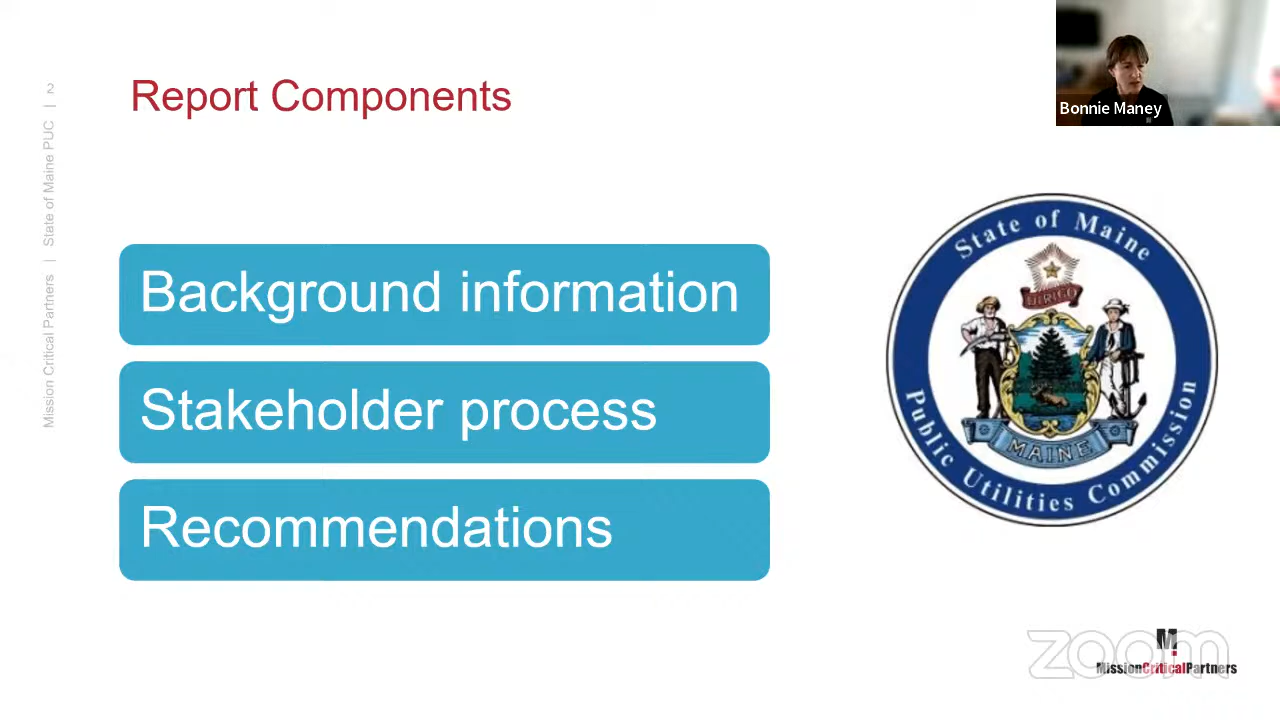 Report Components
Bonnie Maney
Mission Critical Partners | State of Maine PUC | 2
Background information
Stakeholder process
Recommendations
State of Maine
DIRIGO
MAINE
Public Utilities Commission
M
zoom
MissionCriticalPartners